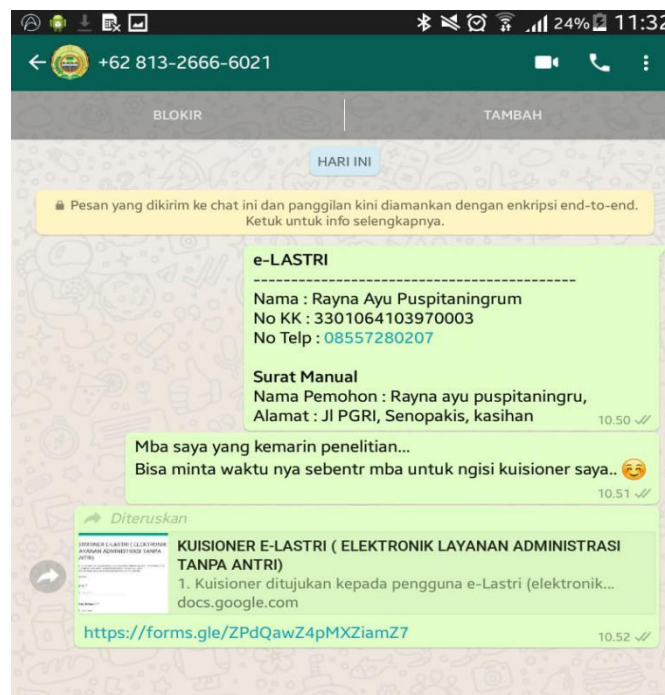 24% 11:32
+62 813-2666-6021
BLOKIR TAMBAH
HARI INI
Pesan yang dikirim ke chat ini dan panggilan kini diamankan dengan enkripsi end-to-end.
Ketuk untuk info selengkapnya.
e-LASTRI
------------------------------------------
Nama : Rayna Ayu Puspitaningrum
No KK : 3301064103970003
No Telp : 08557280207
Surat Manual
Nama Pemohon : Rayna ayu puspitaningru,
Alamat : Jl PGRI, Senopakis, kasihan
10.50
Mba saya yang kemarin penelitian...
Bisa minta waktu nya sebentr mba untuk ngisi kuisioner saya..
10.51
Diteruskan
KUISIONER E-LASTRI ( ELEKTRONIK LAYANAN ADMINISTRASI
TANPA ANTRI)
1. Kuisioner ditujukan kepada pengguna e-Lastri (elektronik...
docs.google.com
https://forms.gle/ZPdQawZ4pMXZiamZ7
10.52